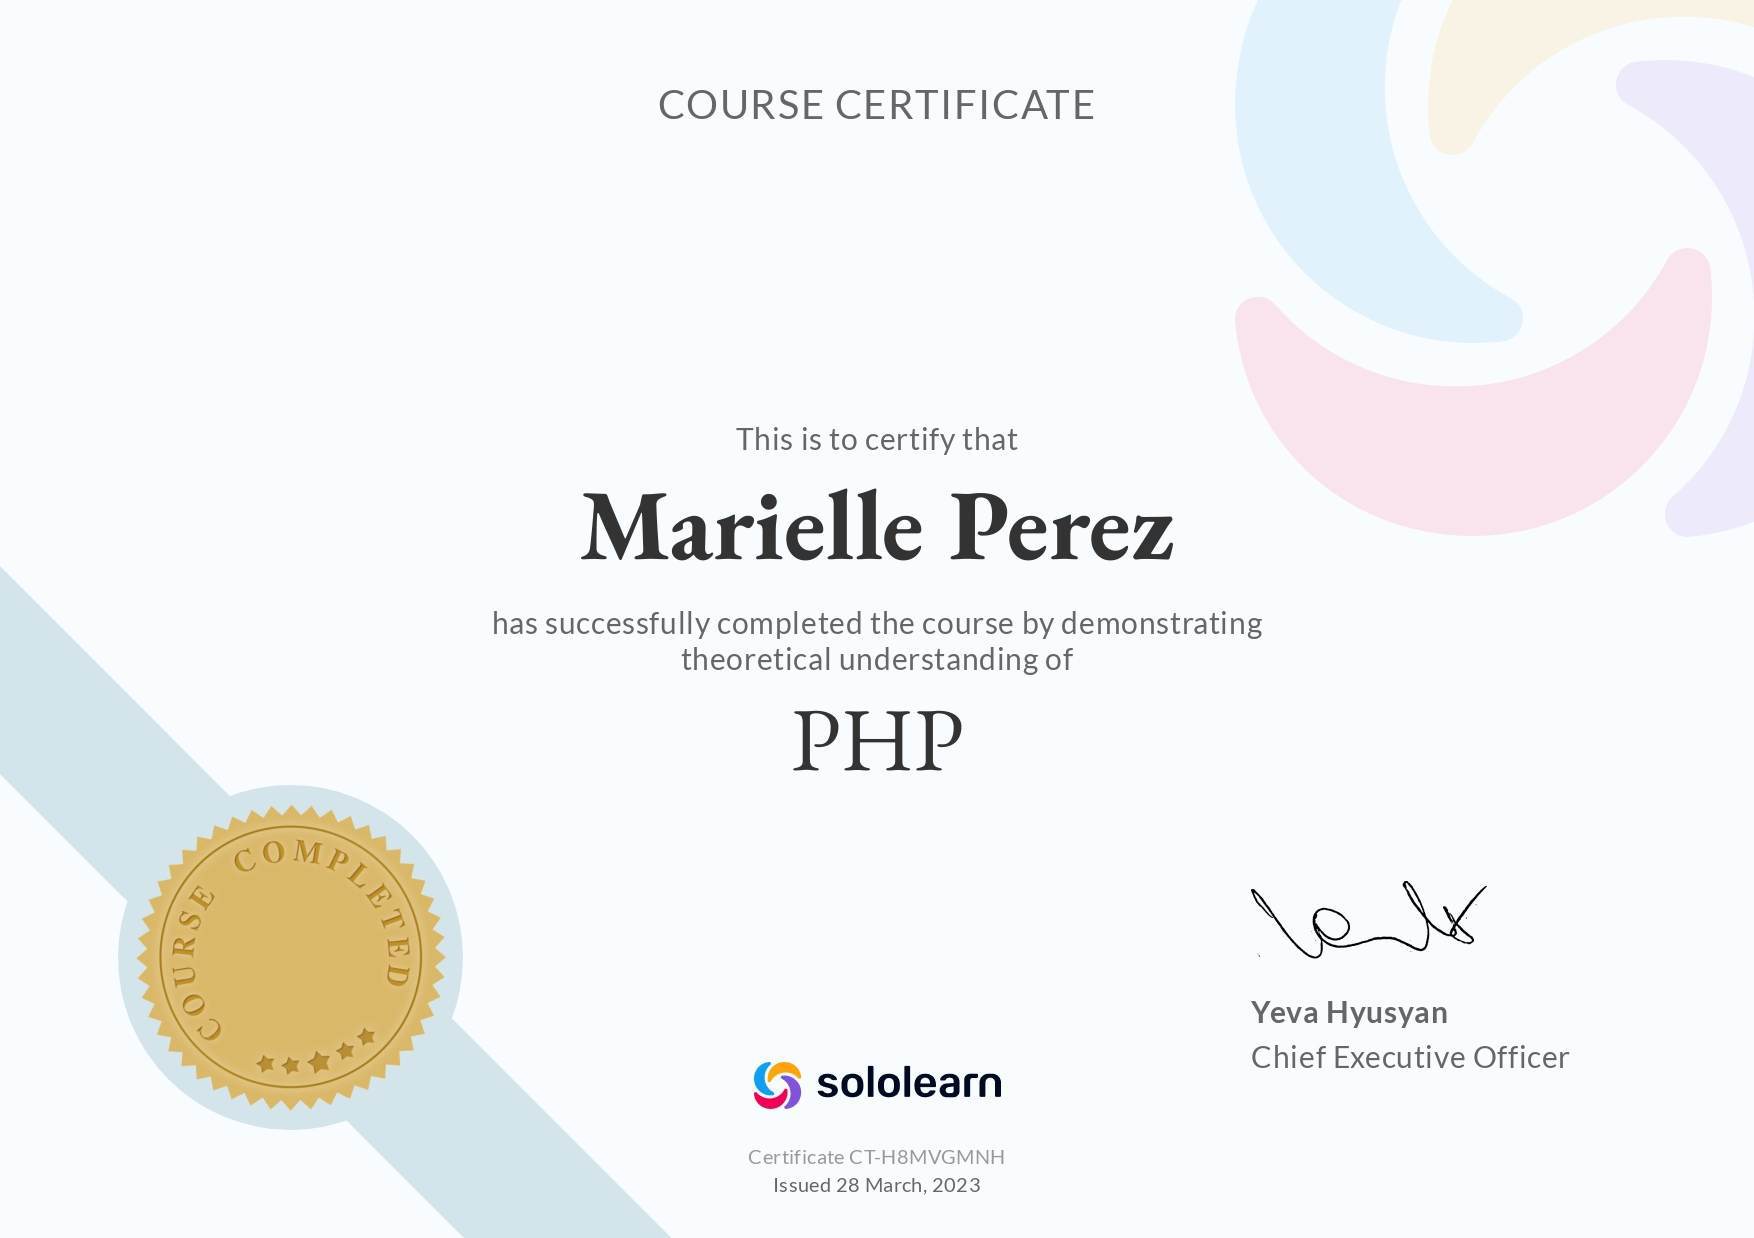 COURSE CERTIFICATE
This is to certify that
Marielle Perez
has successfully completed the course by demonstrating
theoretical understanding of
PHP
COURSE COMPLETED
Yeva Hyusyan
Chief Executive Officer
sololearn
Certificate CT-H8MVGMNH
Issued 28 March, 2023